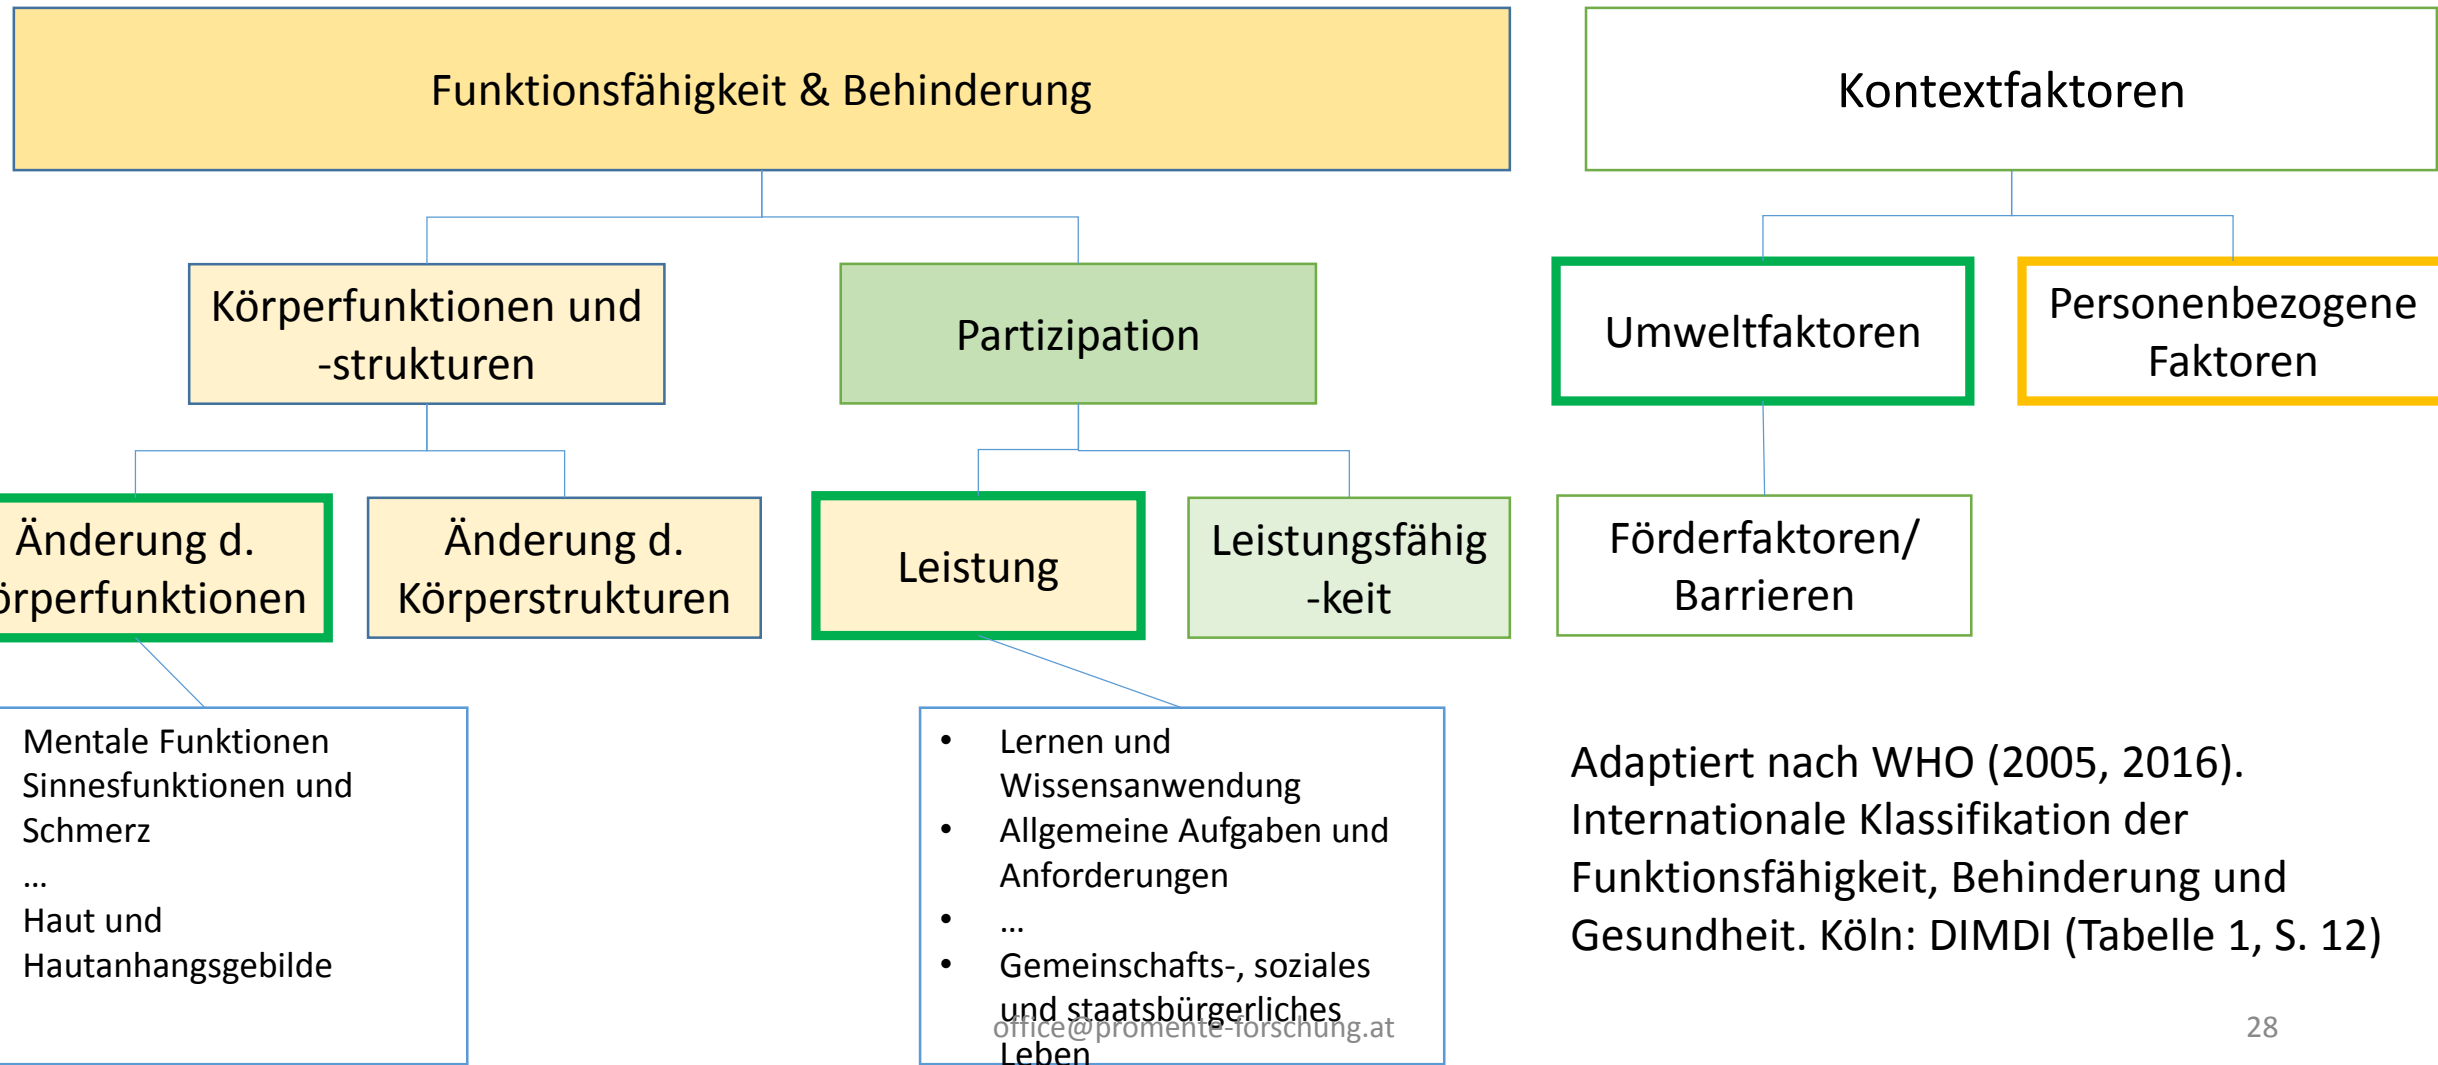 Funktionsfähigkeit & Behinderung
Kontextfaktoren
Körperfunktionen und
-strukturen
Partizipation
Umweltfaktoren
Personenbezogene
Faktoren
Änderung d.
örperfunktionen
Änderung d.
Körperstrukturen
Leistung
Leistungsfähig
-keit
Förderfaktoren/
Barrieren
Mentale Funktionen
Sinnesfunktionen und
Schmerz
...
Haut und
Hautanhangsgebilde
• Lernen und
Wissensanwendung
• Allgemeine Aufgaben und
Anforderungen
• ...
• Gemeinschafts-, soziales
und staatsbürgerliches
Leben
Adaptiert nach WHO (2005, 2016).
Internationale Klassifikation der
Funktionsfähigkeit, Behinderung und
Gesundheit. Köln: DIMDI (Tabelle 1, S. 12)
office@promente-forschung.at
28